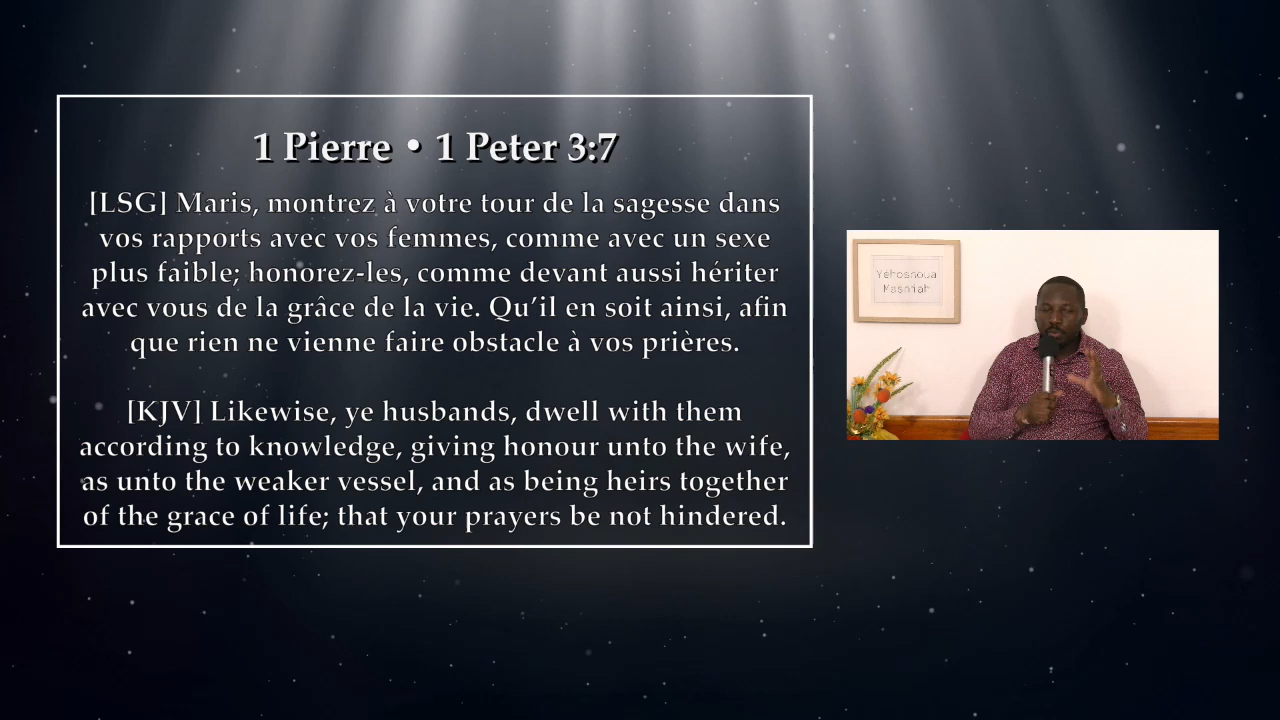 1 Pierre • 1 Peter 3:7
[LSG] Maris, montrez à votre tour de la sagesse dans
vos rapports avec vos femmes, comme avec un sexe
plus faible; honorez-les, comme devant aussi hériter
avec vous de la grâce de la vie. Qu’il en soit ainsi, afin
que rien ne vienne faire obstacle à vos prières.
[KJV] Likewise, ye husbands, dwell with them
according to knowledge, giving honour unto the wife,
as unto the weaker vessel, and as being heirs together
of the grace of life; that your prayers be not hindered.
Yehoshoua
Mashiah